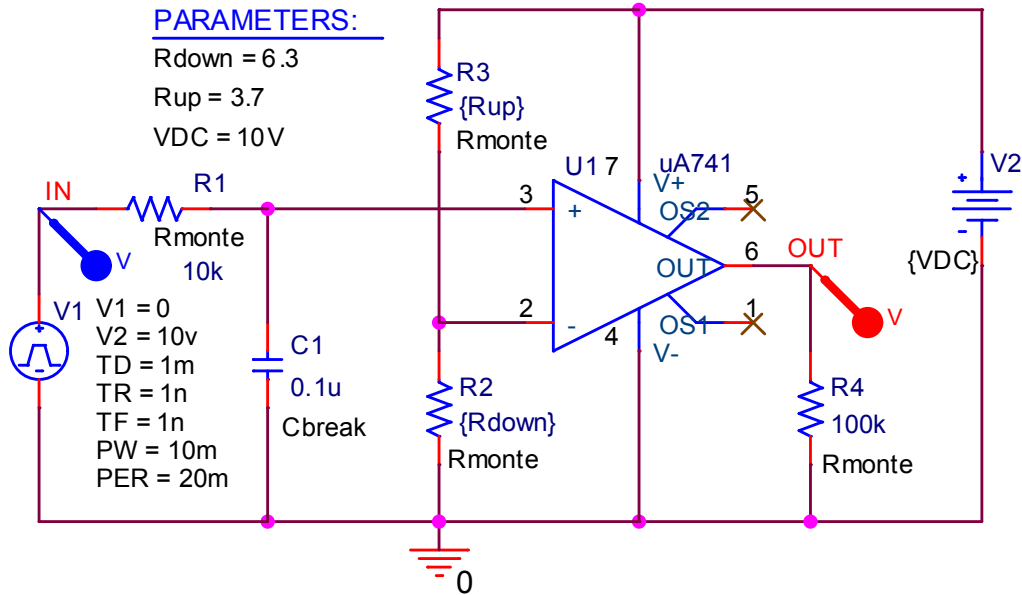 PARAMETERS:
Rdown = 6.3
Rup = 3.7
VDC = 10V
IN
R1
Rmonte
10k
V
V1
V1 = 0
V2 = 10v
TD = 1m
TR = 1n
TF = 1n
PW = 10m
PER = 20m
C1
0.1u
Cbreak
R3
{Rup}
Rmonte
R2
{Rdown}
Rmonte
0
U1
7
uA741
3
+
V+
OS2
5
OUT
6
2
-
4
V-
OS1
1
OUT
V
R4
100k
Rmonte
V2
+
-
{VDC}